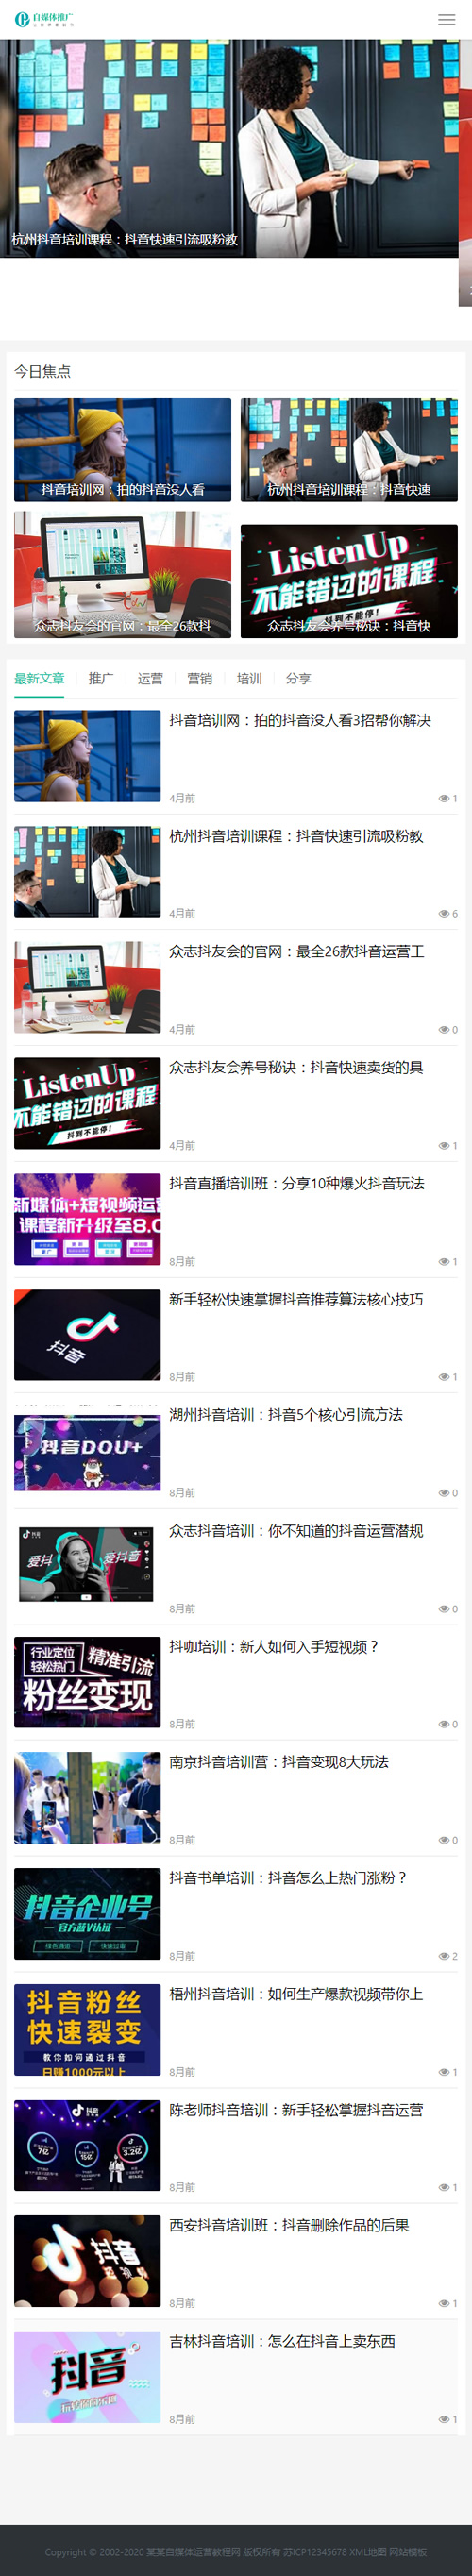 自媒体推广
杭州抖音培训课程：抖音快速引流吸粉教
今日焦点
抖音培训网：拍的抖音没人看
杭州抖音培训课程：抖音快速
众志抖友会的官网：最全26款抖
ListenUp
不能错过的课程
众志抖友会养号秘诀：抖音快
最新文章 推广 运营 营销 培训 分享
抖音培训网：拍的抖音没人看3招帮你解决
4月前 1
杭州抖音培训课程：抖音快速引流吸粉教
4月前 6
众志抖友会的官网：最全26款抖音运营工
4月前 0
ListenUp
不能错过的课程
抖到不能停！
众志抖友会养号秘诀：抖音快速卖货的具
4月前 1
新媒体+短视频运营
课程新升级至8.0
抖音直播培训班：分享10种爆火抖音玩法
8月前 1
抖音
新手轻松快速掌握抖音推荐算法核心技巧
8月前 1
抖音DOU+
湖州抖音培训：抖音5个核心引流方法
8月前 0
爱抖 爱抖音
众志抖音培训：你不知道的抖音运营潜规
8月前 0
行业定位
轻松热门
精准引流
粉丝变现
抖咖培训：新人如何入手短视频？
8月前 0
南京抖音培训营：抖音变现8大玩法
8月前 0
抖音企业号
官方蓝V认证
抖音书单培训：抖音怎么上热门涨粉？
8月前 2
抖音粉丝
快速裂变
教你如何通过抖音
日赚1000元以上
梧州抖音培训：如何生产爆款视频带你上
8月前 1
陈老师抖音培训：新手轻松掌握抖音运营
8月前 1
抖音
西安抖音培训班：抖音删除作品的后果
8月前 1
抖音
吉林抖音培训：怎么在抖音上卖东西
8月前 1
Copyright © 2002-2020 某某自媒体运营教程网 版权所有 苏ICP12345678 XML地图 网站模板